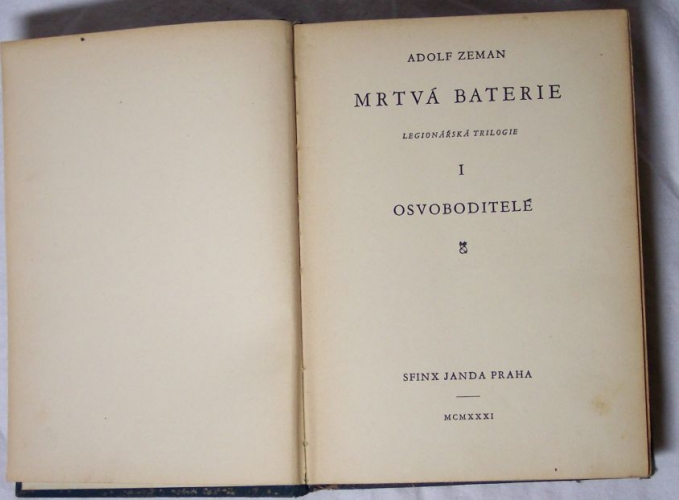 ADOLF ZEMAN
MRTVÁ BATERIE
LEGIONÁŘSKÁ TRILOGIE
I
OSVOBODITELÉ
SFINX JANDA PRAHA
MCMXXXI